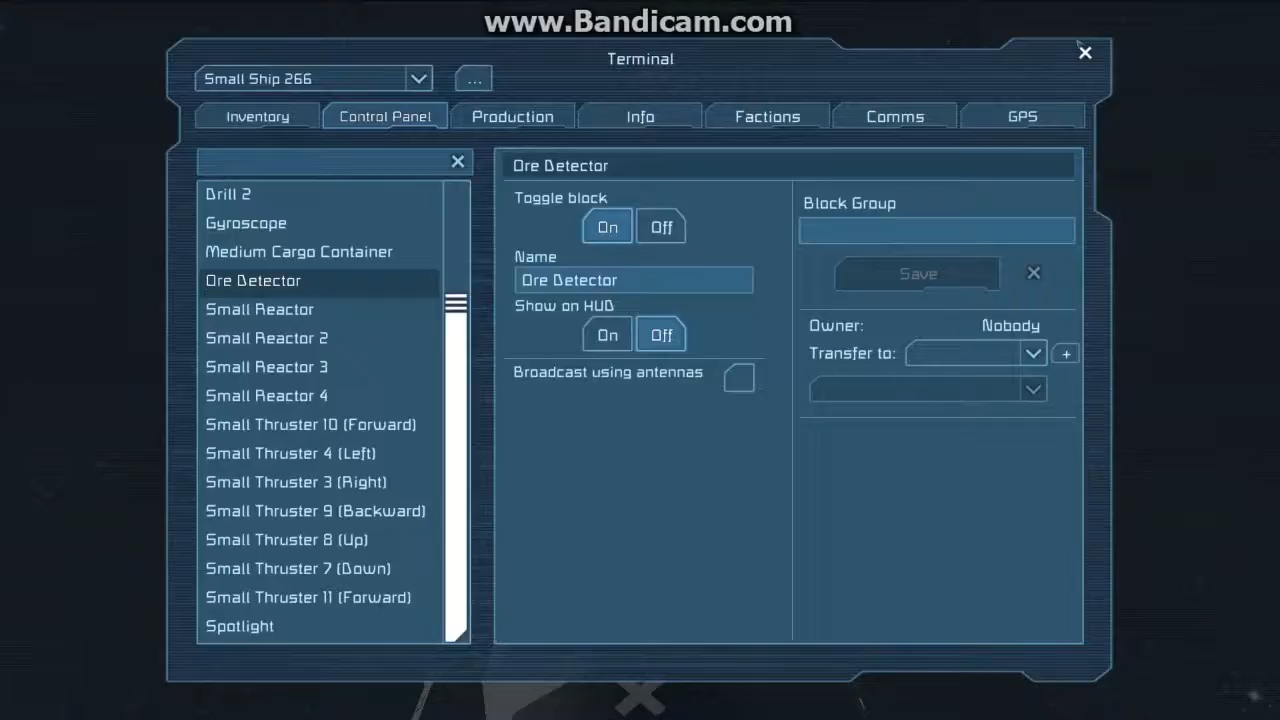 www.Bandicam.com
Terminal
Small Ship 266
...
Inventory
Control Panel
Production
Info
Factions
Comms
GPS
Drill 2
Gyroscope
Medium Cargo Container
Ore Detector
Small Reactor
Small Reactor 2
Small Reactor 3
Small Reactor 4
Small Thruster 10 (Forward)
Small Thruster 4 (Left)
Small Thruster 3 (Right)
Small Thruster 9 (Backward)
Small Thruster 8 (Up)
Small Thruster 7 (Down)
Small Thruster 11 (Forward)
Spotlight
Ore Detector
Toggle block
On Off
Name
Ore Detector
Show on HUD
On Off
Broadcast using antennas
Block Group
Save
Owner: Nobody
Transfer to: